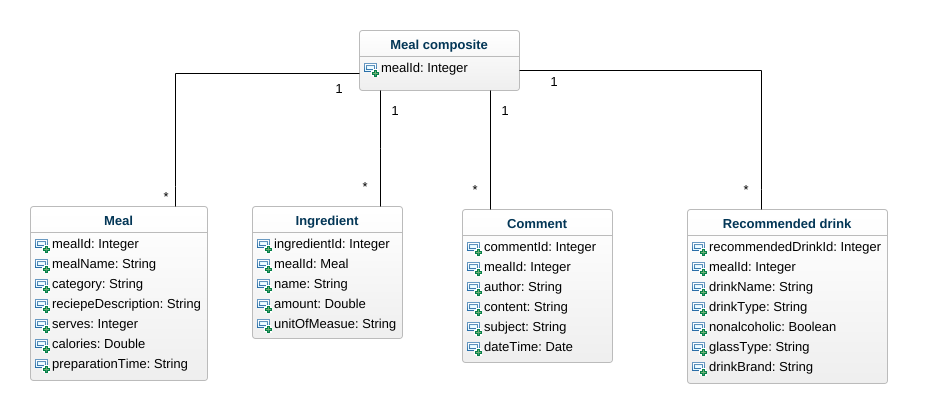 Meal composite
mealId: Integer
1
1
1
1
*
*
*
*
Meal
mealId: Integer
mealName: String
category: String
reciepeDescription: String
serves: Integer
calories: Double
preparationTime: String
Ingredient
ingredientId: Integer
mealId: Meal
name: String
amount: Double
unitOfMeasue: String
Comment
commentId: Integer
mealId: Integer
author: String
content: String
subject: String
dateTime: Date
Recommended drink
recommendedDrinkId: Integer
mealId: Integer
drinkName: String
drinkType: String
nonalcoholic: Boolean
glassType: String
drinkBrand: String